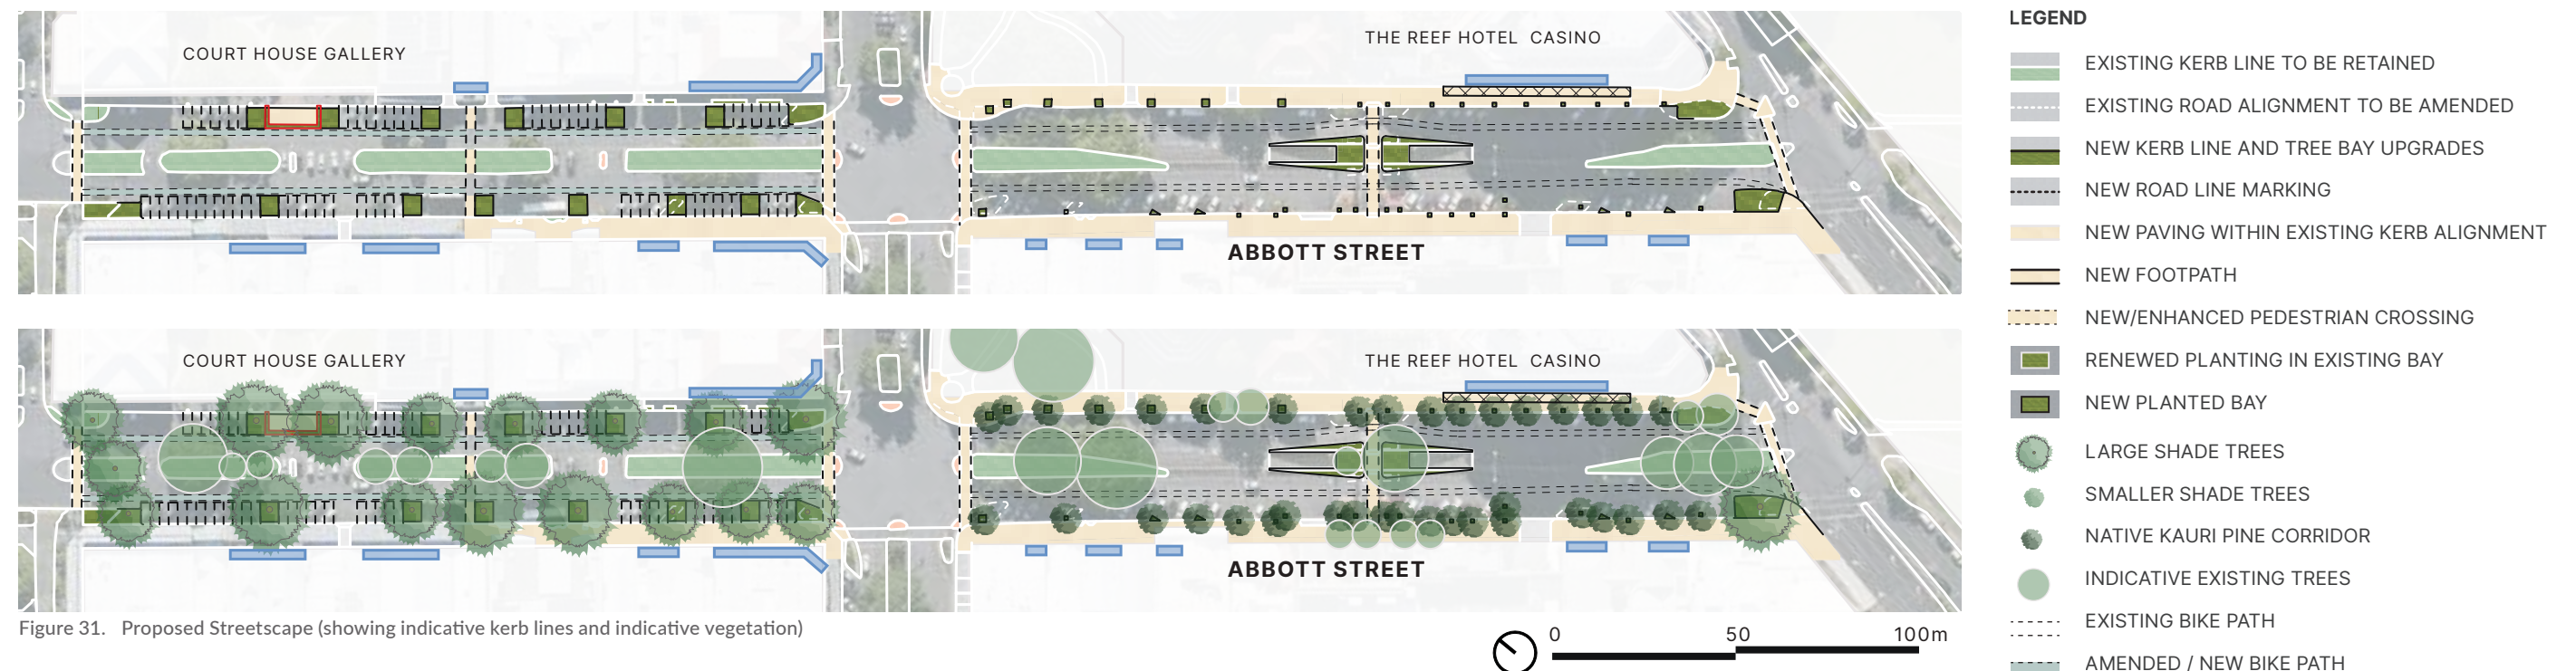 COURT HOUSE GALLERY
THE REEF HOTEL CASINO
ABBOTT STREET
COURT HOUSE GALLERY
THE REEF HOTEL CASINO
ABBOTT STREET
Figure 31. Proposed Streetscape (showing indicative kerb lines and indicative vegetation)
0 50 100m
LEGEND
EXISTING KERB LINE TO BE RETAINED
EXISTING ROAD ALIGNMENT TO BE AMENDED
NEW KERB LINE AND TREE BAY UPGRADES
NEW ROAD LINE MARKING
NEW PAVING WITHIN EXISTING KERB ALIGNMENT
NEW FOOTPATH
NEW/ENHANCED PEDESTRIAN CROSSING
RENEWED PLANTING IN EXISTING BAY
NEW PLANTED BAY
LARGE SHADE TREES
SMALLER SHADE TREES
NATIVE KAURI PINE CORRIDOR
INDICATIVE EXISTING TREES
EXISTING BIKE PATH
AMENDED / NEW BIKE PATH